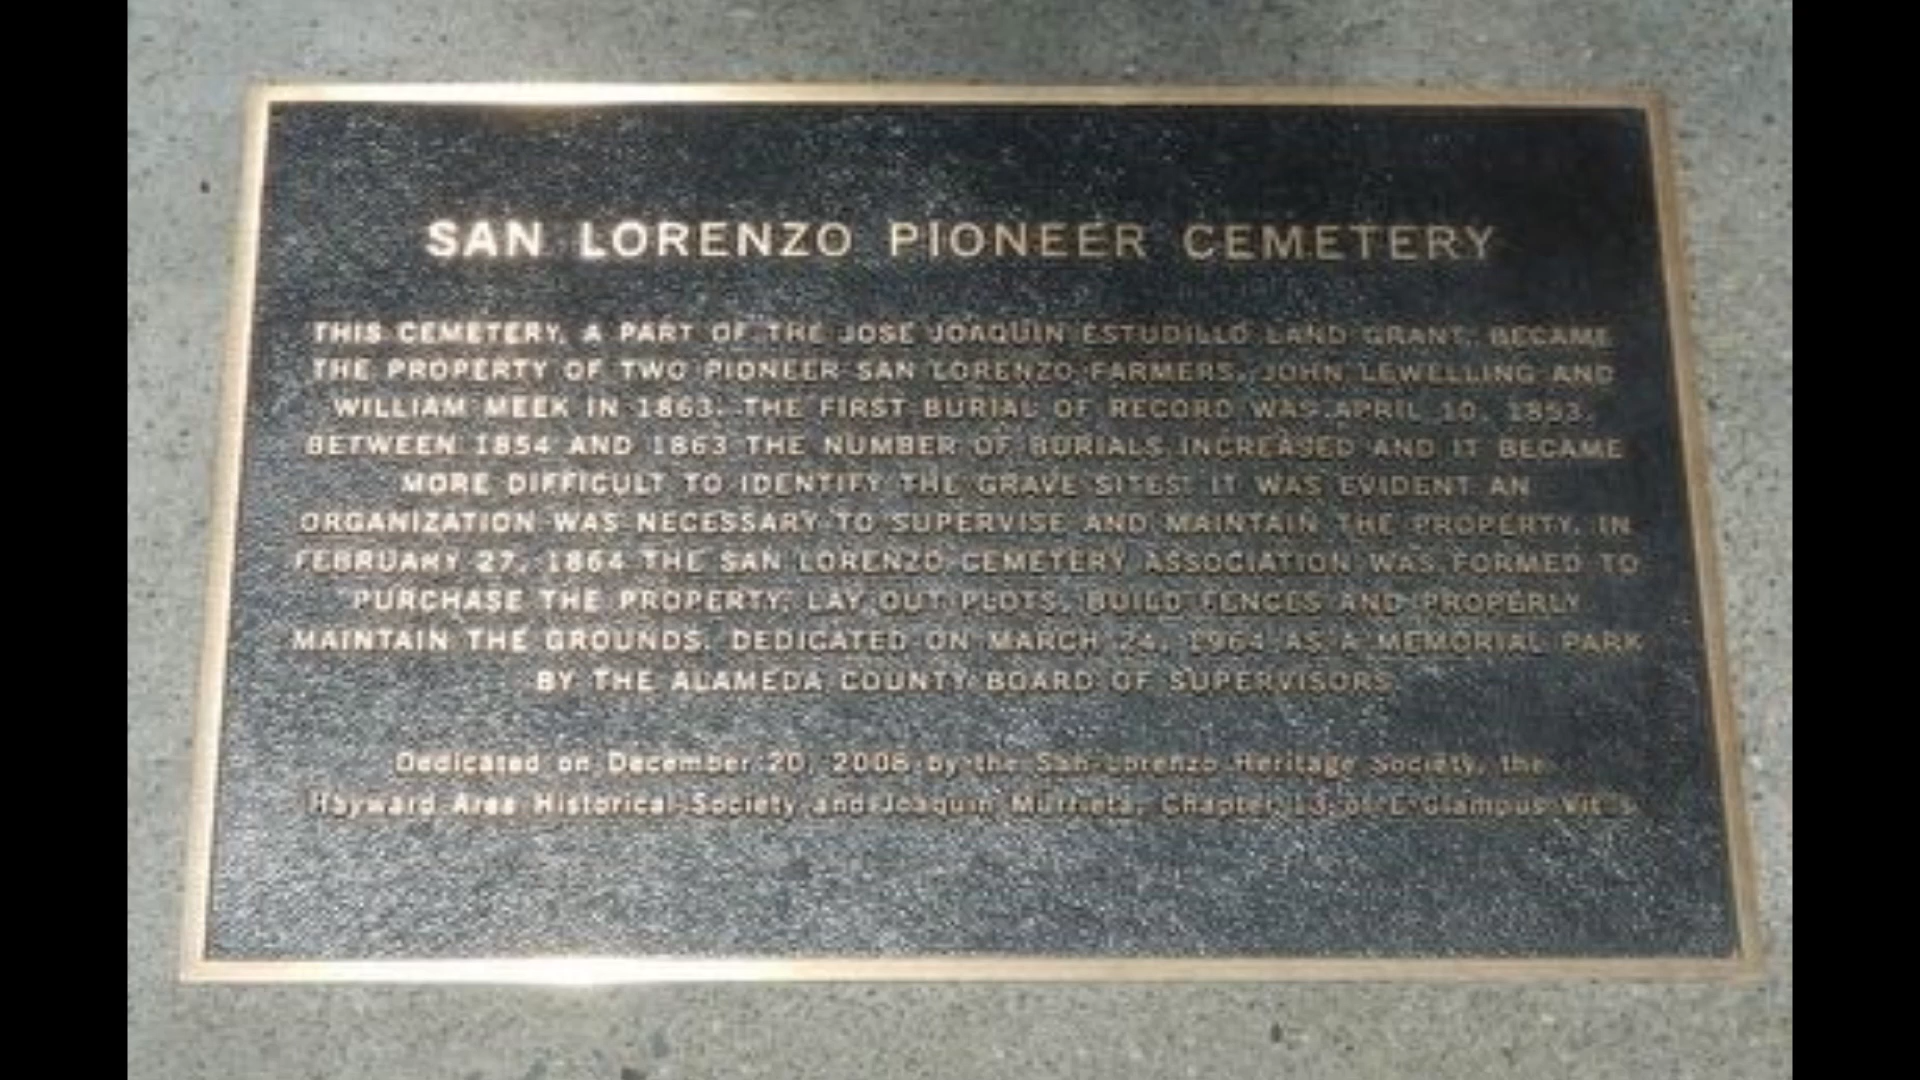 SAN LORENZO PIONEER CEMETERY
THIS CEMETERY, A PART OF THE JOSE JOAQUIN ESTUDILLO LAND GRANT, BECAME
THE PROPERTY OF TWO PIONEER SAN LORENZO FARMERS, JOHN LEWELLING AND
WILLIAM MEEK IN 1863. THE FIRST BURIAL OF RECORD WAS APRIL 10, 1853.
BETWEEN 1854 AND 1863 THE NUMBER OF BURIALS INCREASED AND IT BECAME
MORE DIFFICULT TO IDENTIFY THE GRAVE SITES. IT WAS EVIDENT AN
ORGANIZATION WAS NECESSARY TO SUPERVISE AND MAINTAIN THE PROPERTY. IN
FEBRUARY 27, 1864 THE SAN LORENZO CEMETERY ASSOCIATION WAS FORMED TO
PURCHASE THE PROPERTY, LAY OUT PLOTS, BUILD FENCES AND PROPERLY
MAINTAIN THE GROUNDS. DEDICATED ON MARCH 24, 1964 AS A MEMORIAL PARK
BY THE ALAMEDA COUNTY BOARD OF SUPERVISORS
Dedicated on December 20, 2008 by the San Lorenzo Heritage Society, the
Hayward Area Historical Society and Joaquin Murrieta, Chapter 13 of E Clampus Vitus